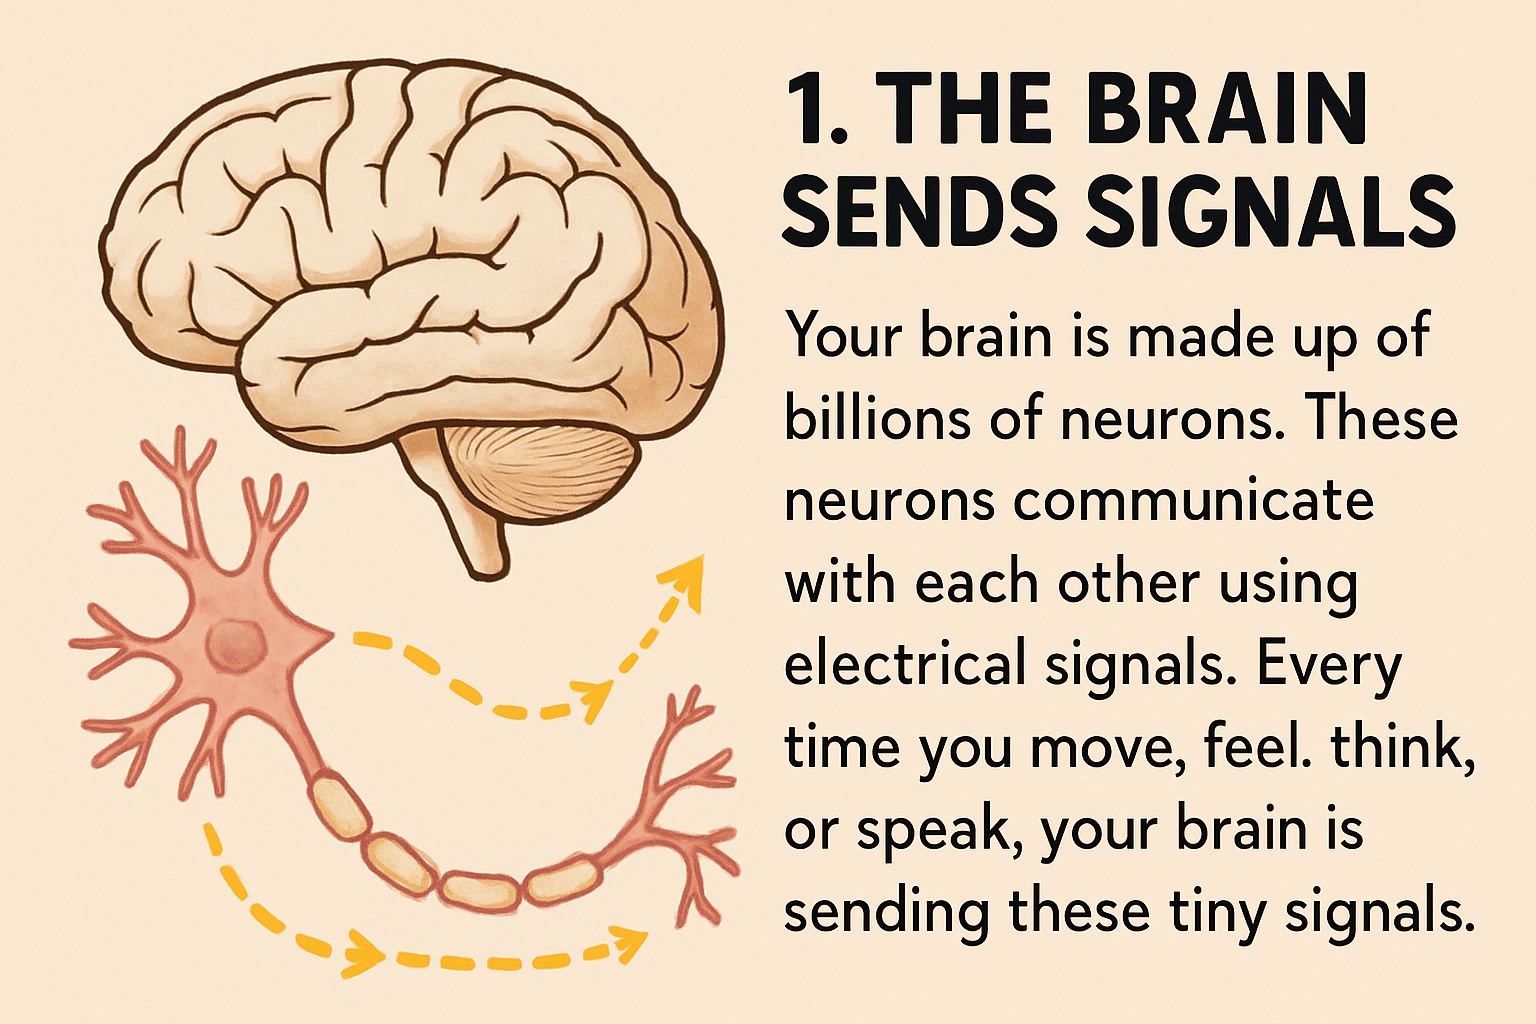 1. THE BRAIN
SENDS SIGNALS
Your brain is made up of
billions of neurons. These
neurons communicate
with each other using
electrical signals. Every
time you move, feel. think,
or speak, your brain is
sending these tiny signals.